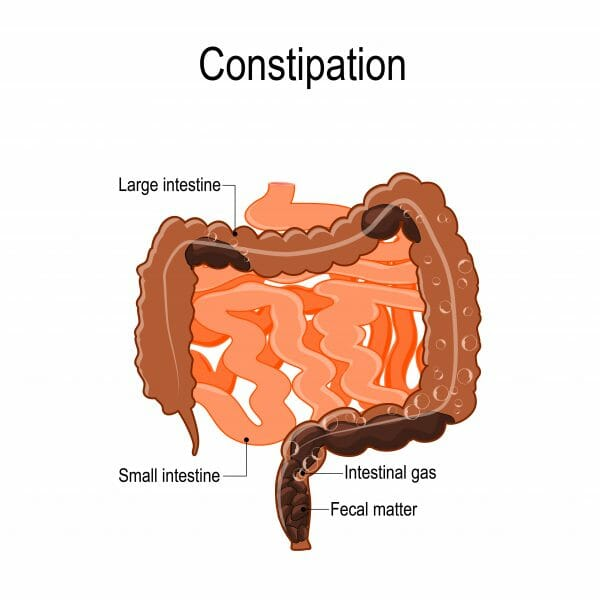 Constipation
Large intestine
Small intestine
Intestinal gas
Fecal matter